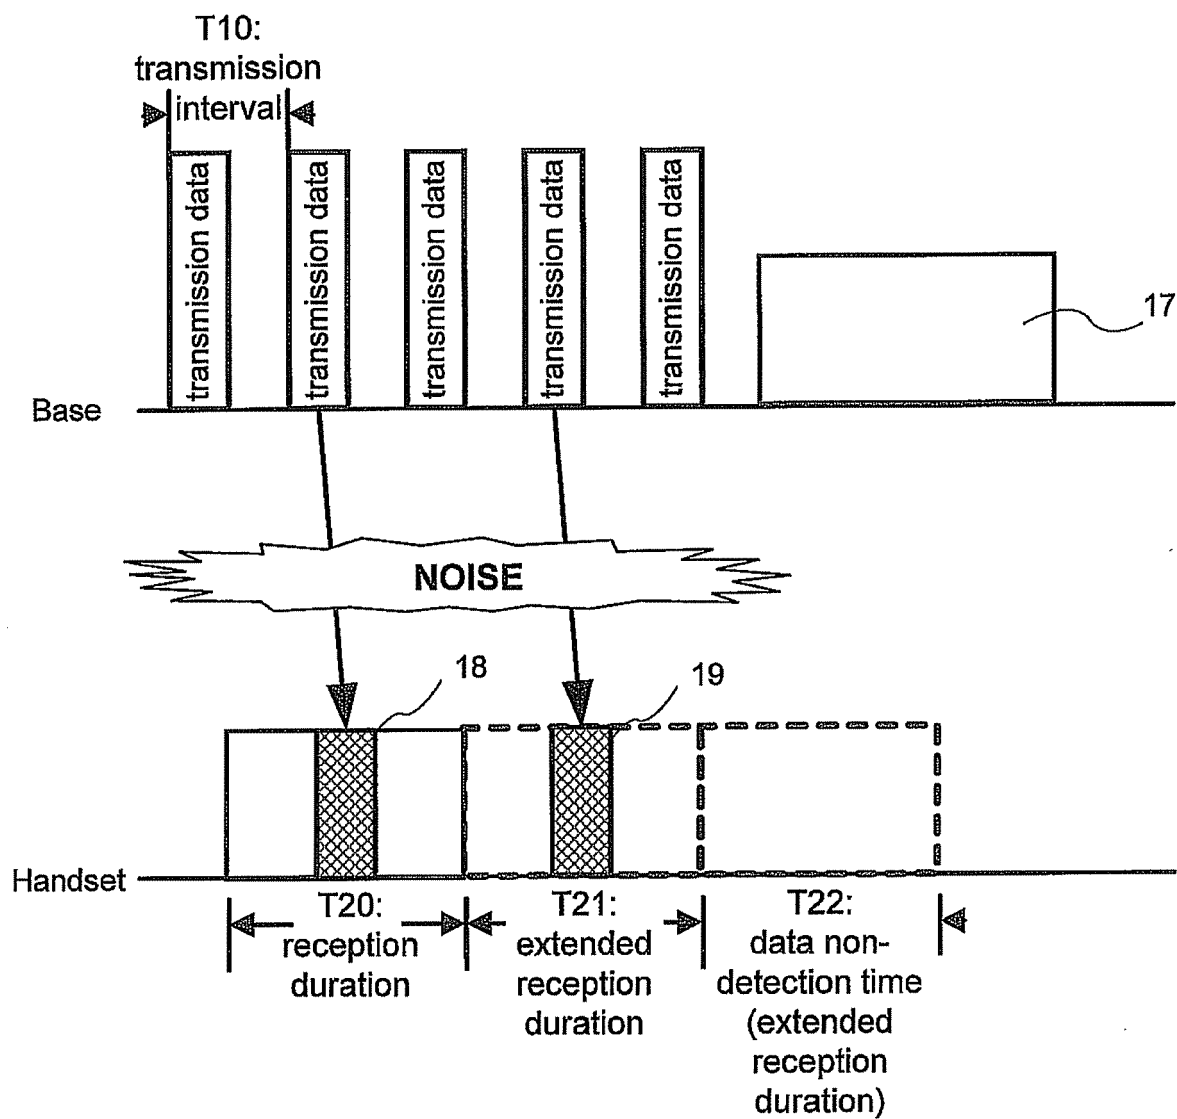 T10:
transmission
interval
transmission data
transmission data
transmission data
transmission data
transmission data
17
Base
NOISE
18
19
Handset
T20:
reception
duration
T21:
extended
reception
duration
T22:
data non-
detection time
(extended
reception
duration)